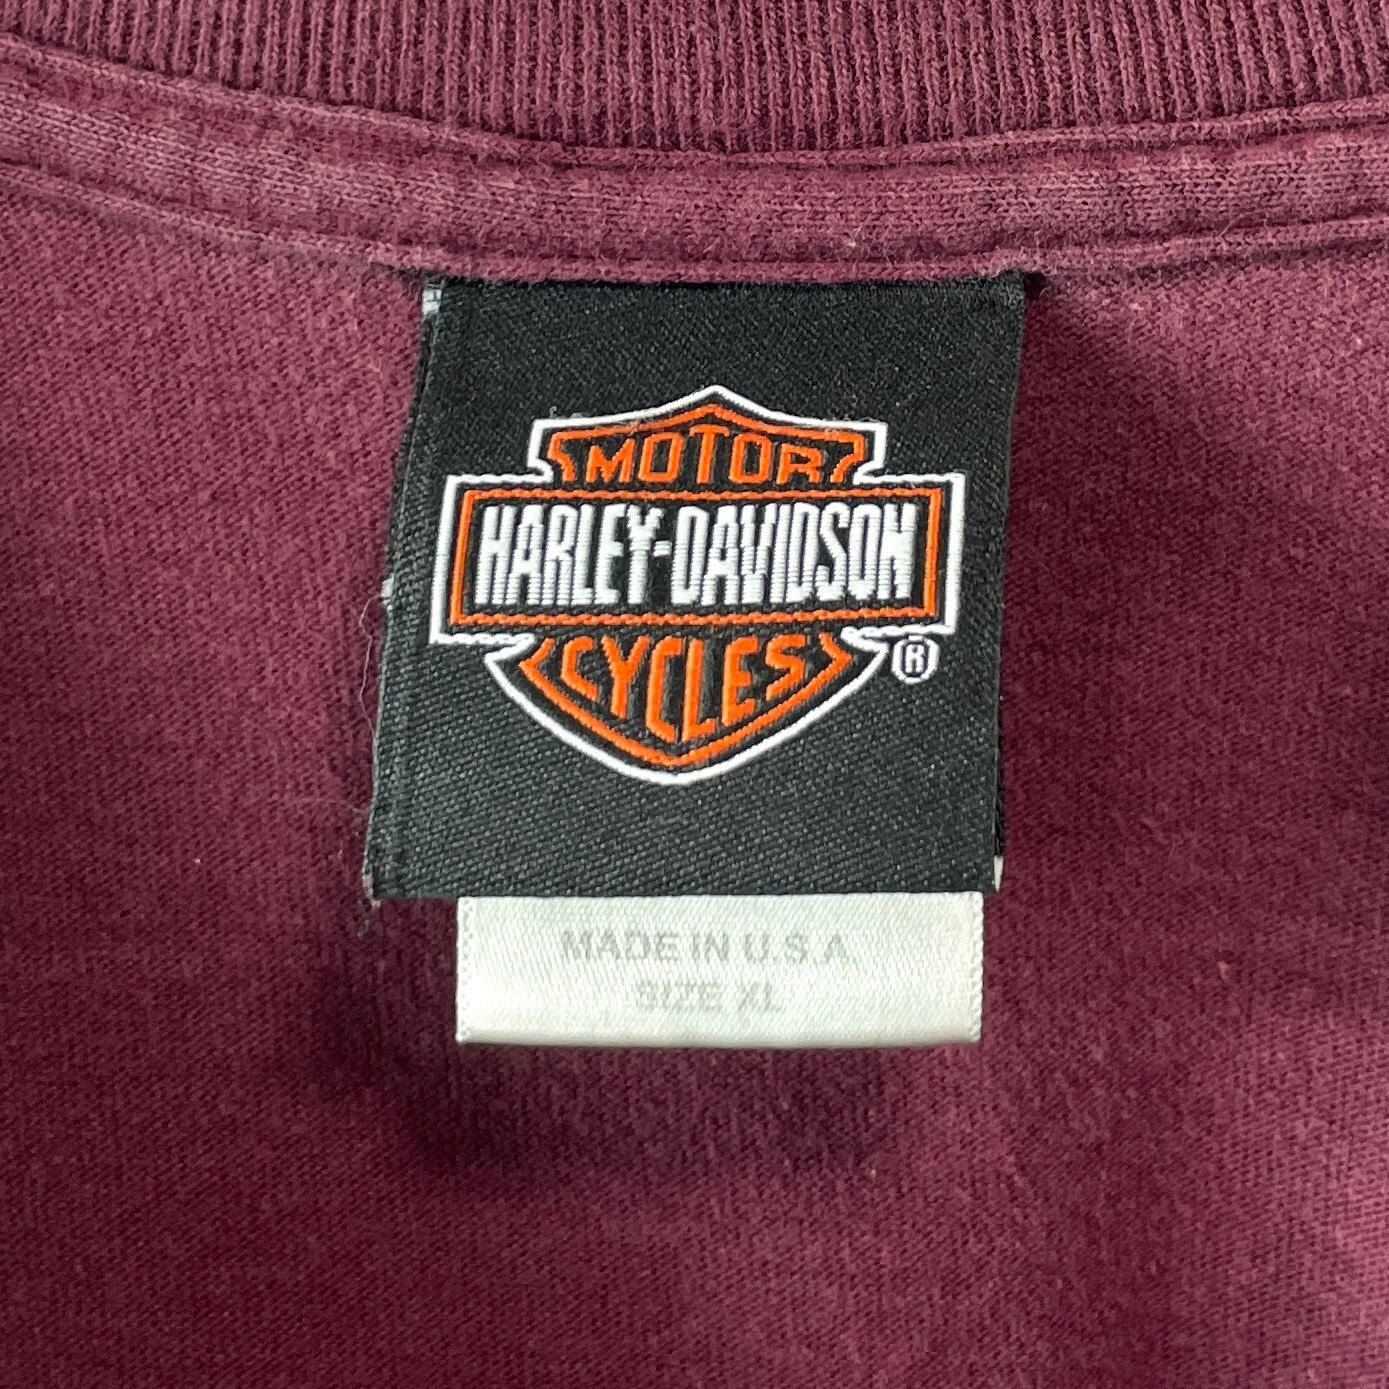 MOTOR
HARLEY-DAVIDSON
CYCLES
®
MADE IN U.S.A.
SIZE XL